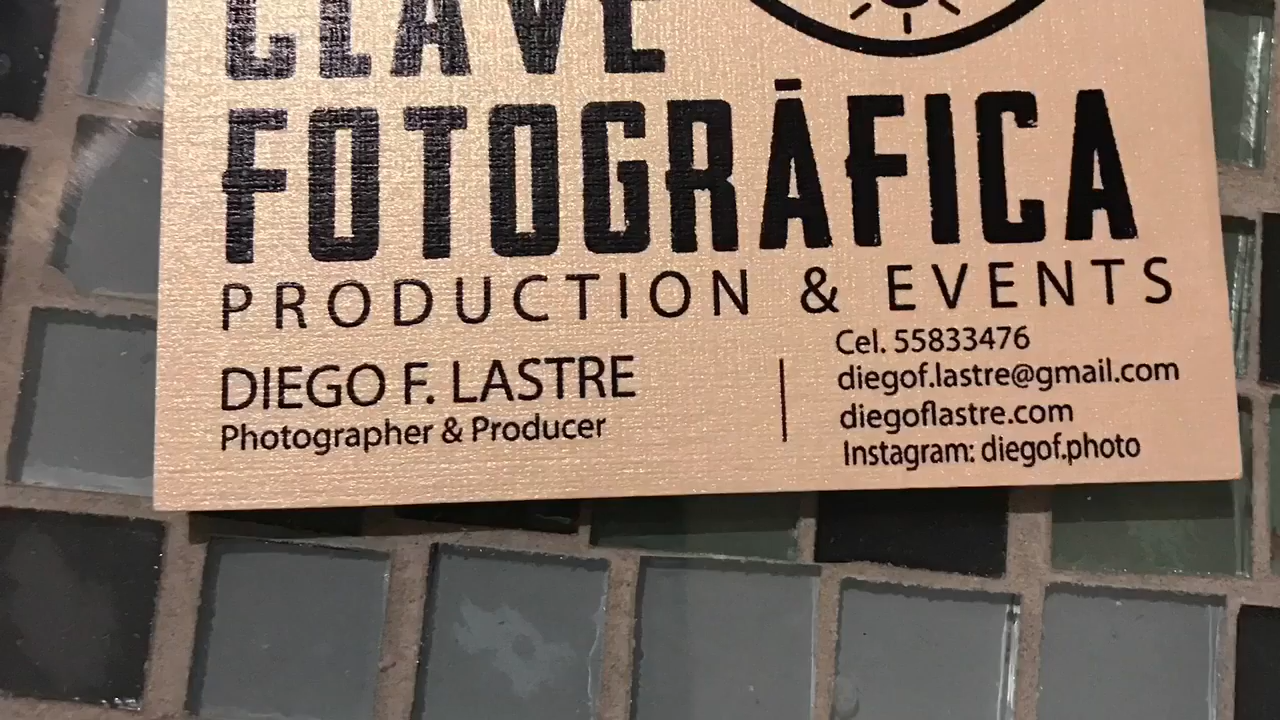 CLAVE
FOTOGRÁFICA
PRODUCTION & EVENTS
DIEGO F. LASTRE
Photographer & Producer
Cel. 55833476
diegof.lastre@gmail.com
diegoflastre.com
Instagram: diegof.photo